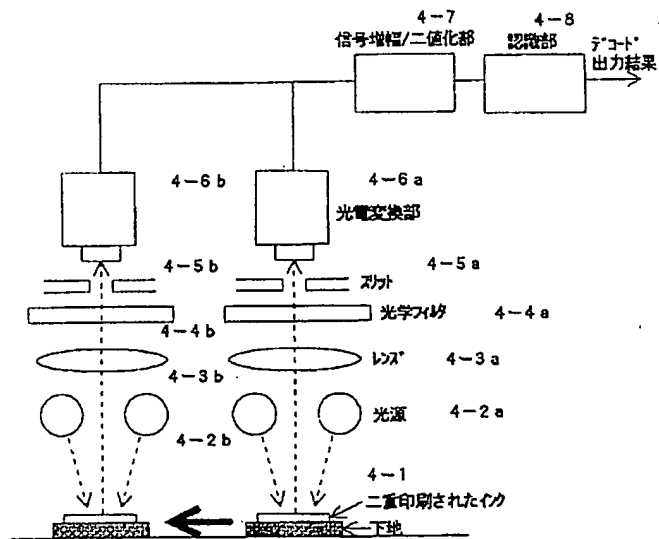 4-7
信号増幅/二値化部
4-8
認識部
デコード
出力結果
4-6b
4-6a
光電変換部
4-5b
4-5a
スリット
光学フィルタ
4-4a
4-4b
レンズ
4-3a
4-3b
光源
4-2a
4-2b
4-1
二重印刷されたインク
下地